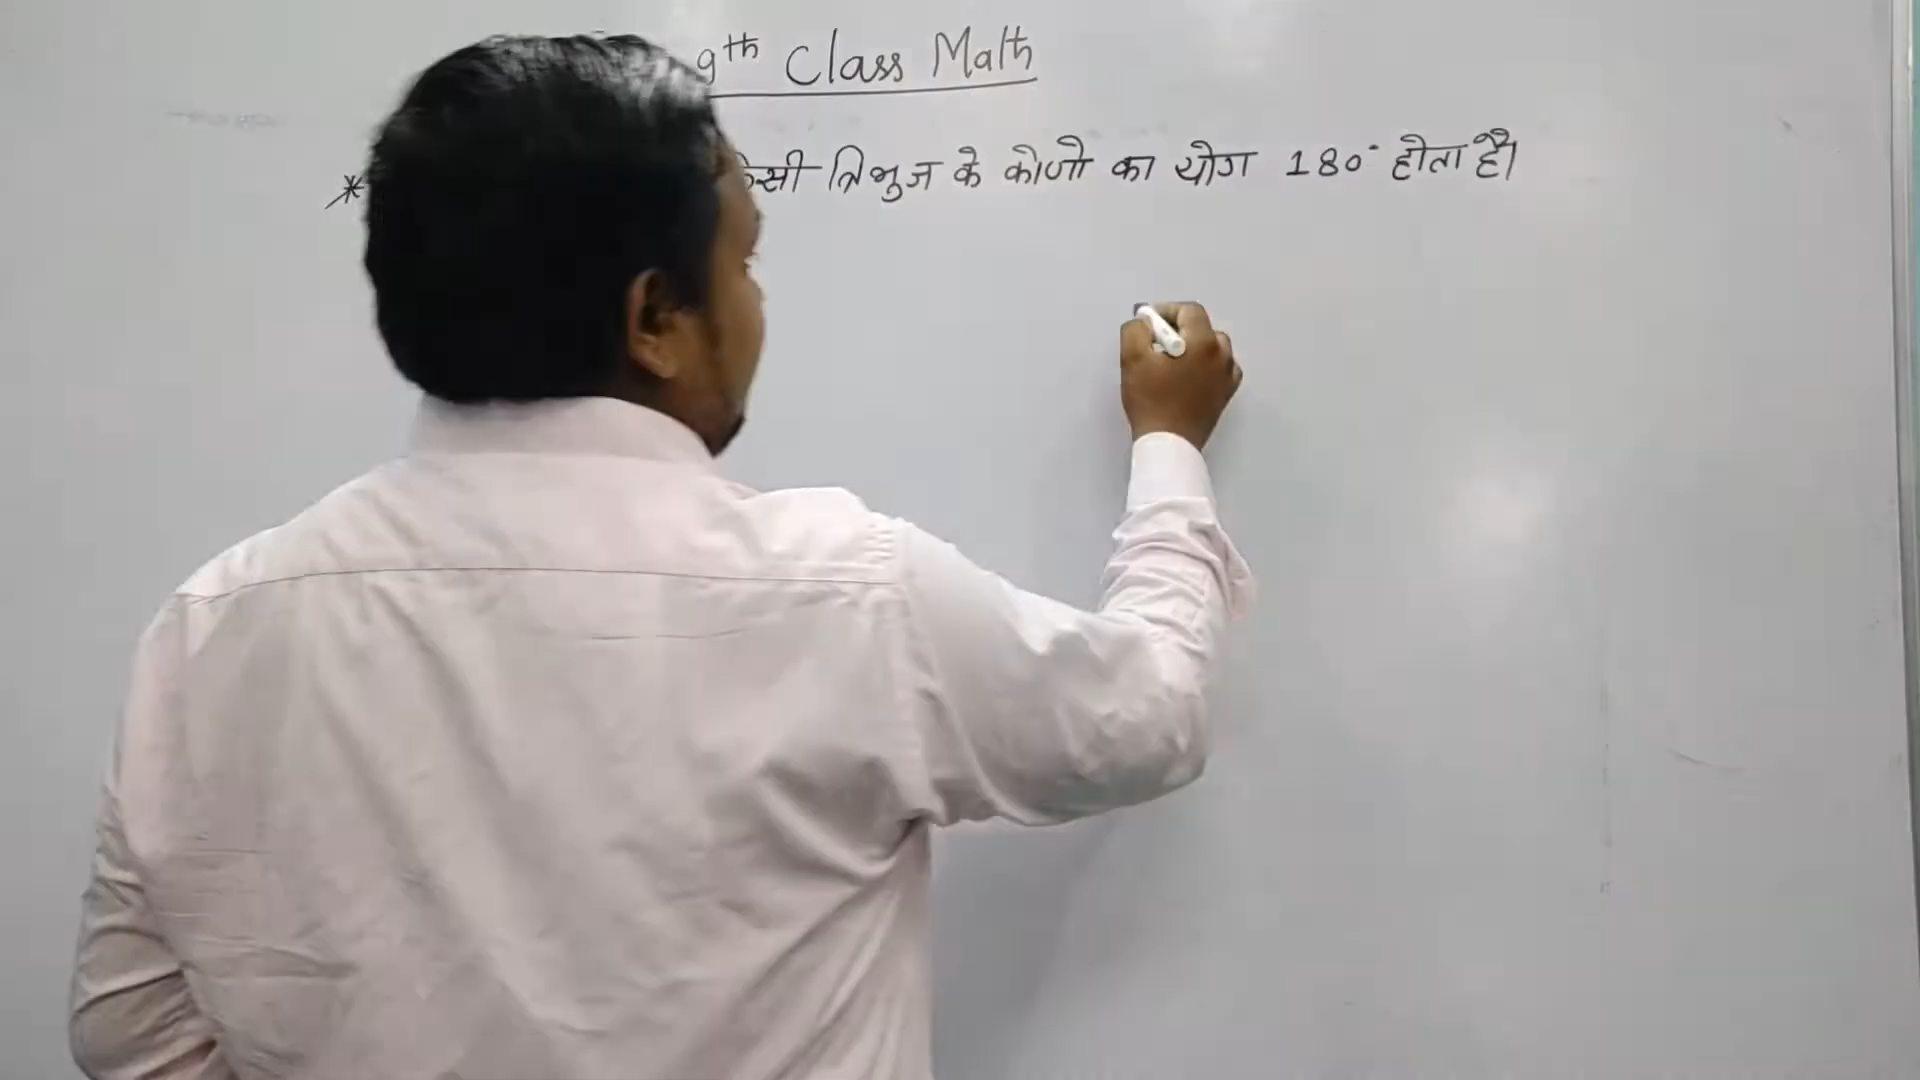 9th Class Math
* त्रिभुज के कोणो का योग 180° होता है।